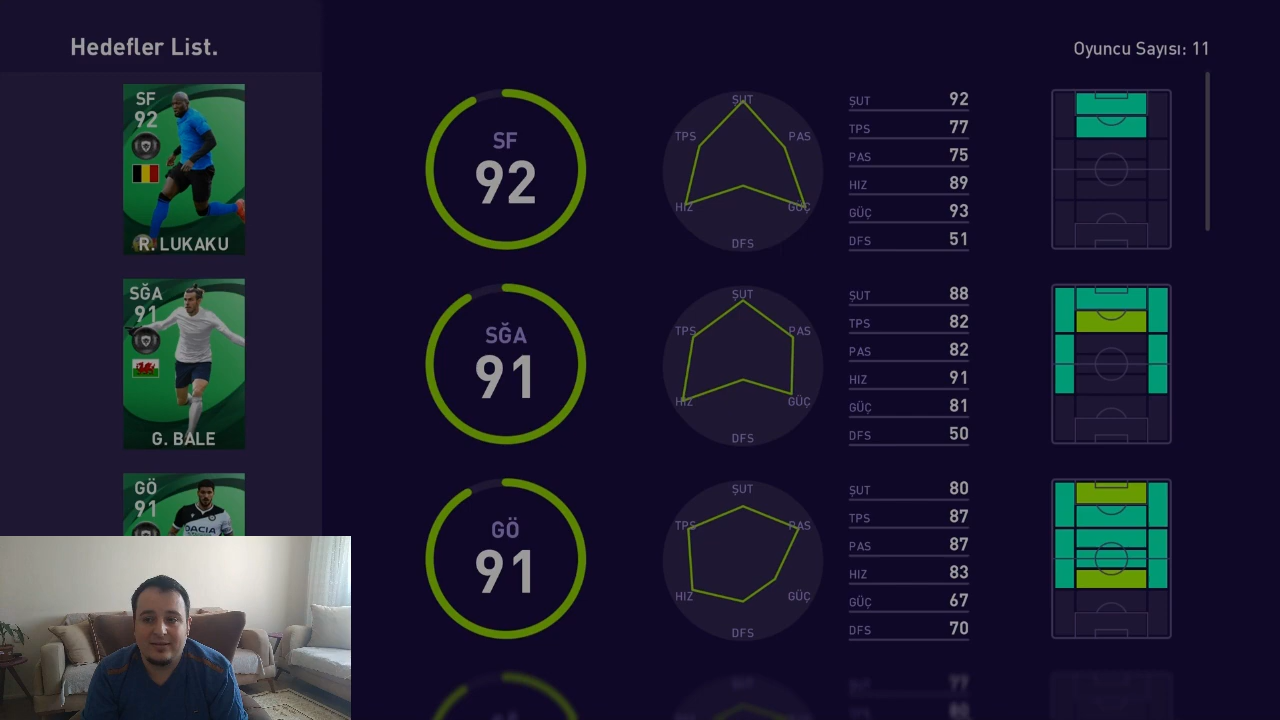 Hedefler List.
Oyuncu Sayısı: 11
SF
92
R. LUKAKU
SF
92
ŞUT
PAS
GÜÇ
DFS
HIZ
TPS
ŞUT 92
TPS 77
PAS 75
HIZ 89
GÜÇ 93
DFS 51
SĞA
91
G. BALE
SĞA
91
ŞUT
PAS
GÜÇ
DFS
HIZ
TPS
ŞUT 88
TPS 82
PAS 82
HIZ 91
GÜÇ 81
DFS 50
GÖ
91
DACIA
GÖ
91
ŞUT
PAS
GÜÇ
DFS
HIZ
TPS
ŞUT 80
TPS 87
PAS 87
HIZ 83
GÜÇ 67
DFS 70
77
80